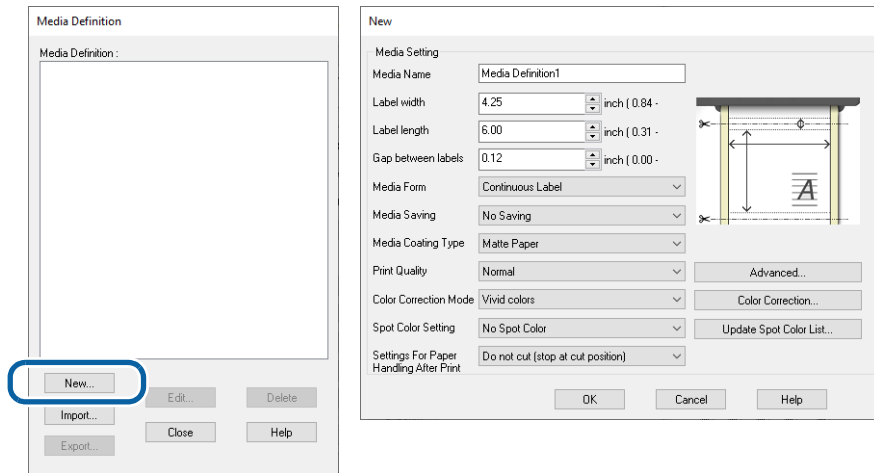 Media Definition
Media Definition :
New...
Edit...
Delete
Import...
Close
Help
Export...
New
Media Setting
Media Name
Media Definition1
Label width
4.25
inch ( 0.84 -
Label length
6.00
inch ( 0.31 -
Gap between labels
0.12
inch ( 0.00 -
Media Form
Continuous Label
Media Saving
No Saving
Media Coating Type
Matte Paper
Print Quality
Normal
Advanced...
Color Correction Mode
Vivid colors
Color Correction...
Spot Color Setting
No Spot Color
Update Spot Color List...
Settings For Paper
Handling After Print
Do not cut (stop at cut position)
A
OK
Cancel
Help